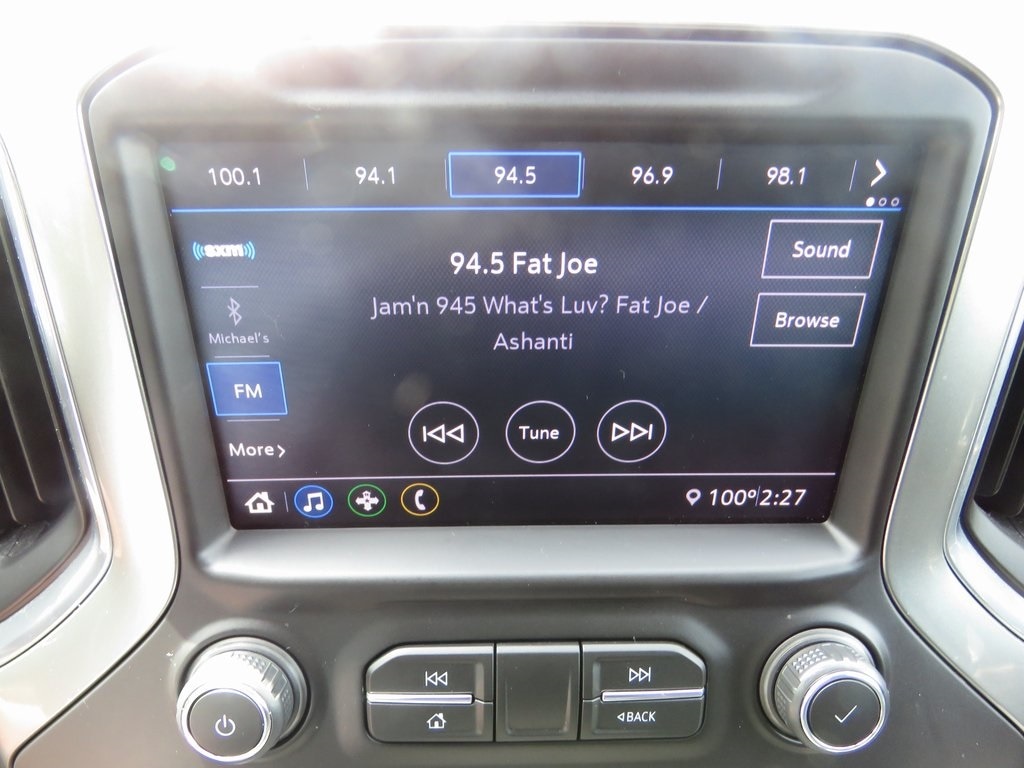 100.1 94.1 94.5 96.9 98.1
sxm
94.5 Fat Joe
Sound
Jam'n 945 What's Luv? Fat Joe /
Ashanti
Michael's
Browse
FM
Tune
More
100° 2:27
BACK